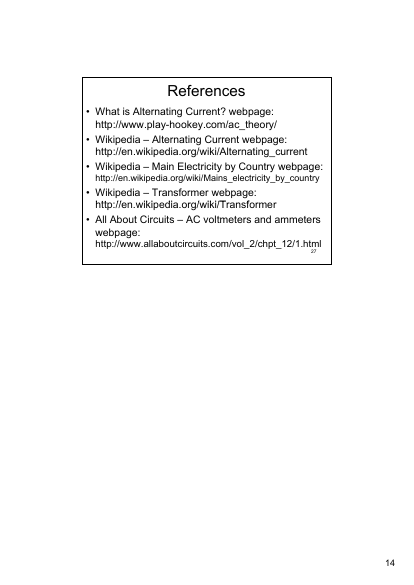 References
• What is Alternating Current? webpage:
http://www.play-hookey.com/ac_theory/
• Wikipedia – Alternating Current webpage:
http://en.wikipedia.org/wiki/Alternating_current
• Wikipedia – Main Electricity by Country webpage:
http://en.wikipedia.org/wiki/Mains_electricity_by_country
• Wikipedia – Transformer webpage:
http://en.wikipedia.org/wiki/Transformer
• All About Circuits – AC voltmeters and ammeters
webpage:
http://www.allaboutcircuits.com/vol_2/chpt_12/1.html
27
14